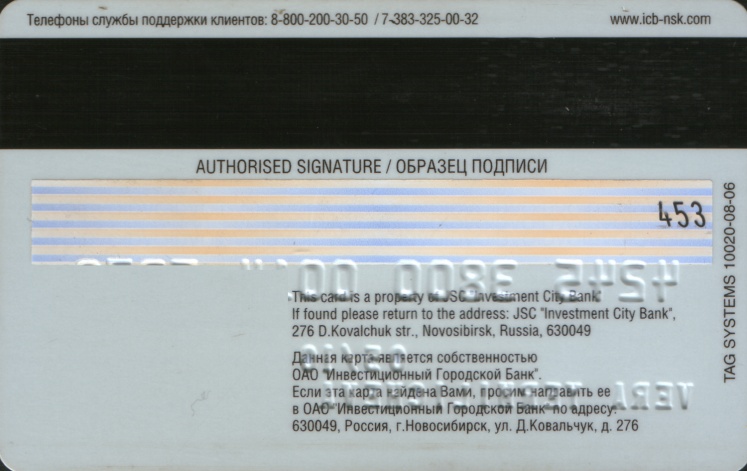 Телефоны службы поддержки клиентов: 8-800-200-30-50 / 7-383-325-00-32
www.icb-nsk.com
AUTHORISED SIGNATURE / ОБРАЗЕЦ ПОДПИСИ
453
TAG SYSTEMS 10020-08-06
This card is a property of JSC "Investment City Bank"
If found please return to the address: JSC "Investment City Bank",
276 D.Kovalchuk str., Novosibirsk, Russia, 630049
Данная карта является собственностью
ОАО "Инвестиционный Городской Банк".
Если эта карта найдена Вами, просим направить ее
в ОАО "Инвестиционный Городской Банк" по адресу:
630049, Россия, г.Новосибирск, ул. Д.Ковальчук, д. 276